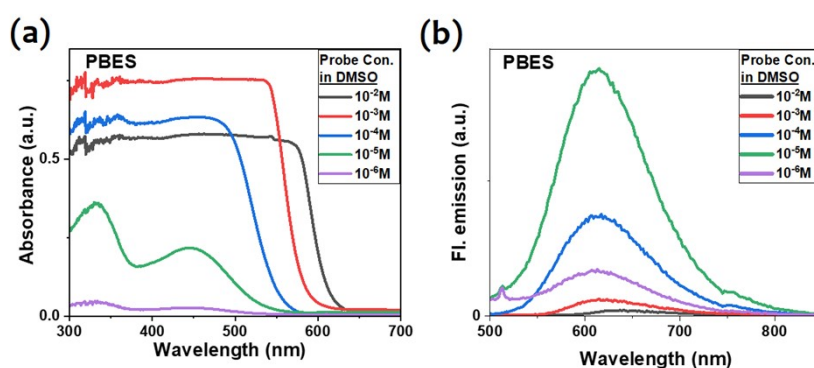 (a)
PBES
Probe Con.
in DMSO
10⁻²M
10⁻³M
10⁻⁴M
10⁻⁵M
10⁻⁶M
Absorbance (a.u.)
0.5
0.0
300 400 500 600 700
Wavelength (nm)
(b)
PBES
Probe Con.
in DMSO
10⁻²M
10⁻³M
10⁻⁴M
10⁻⁵M
10⁻⁶M
Fl. emission (a.u.)
0
500 600 700 800
Wavelength (nm)